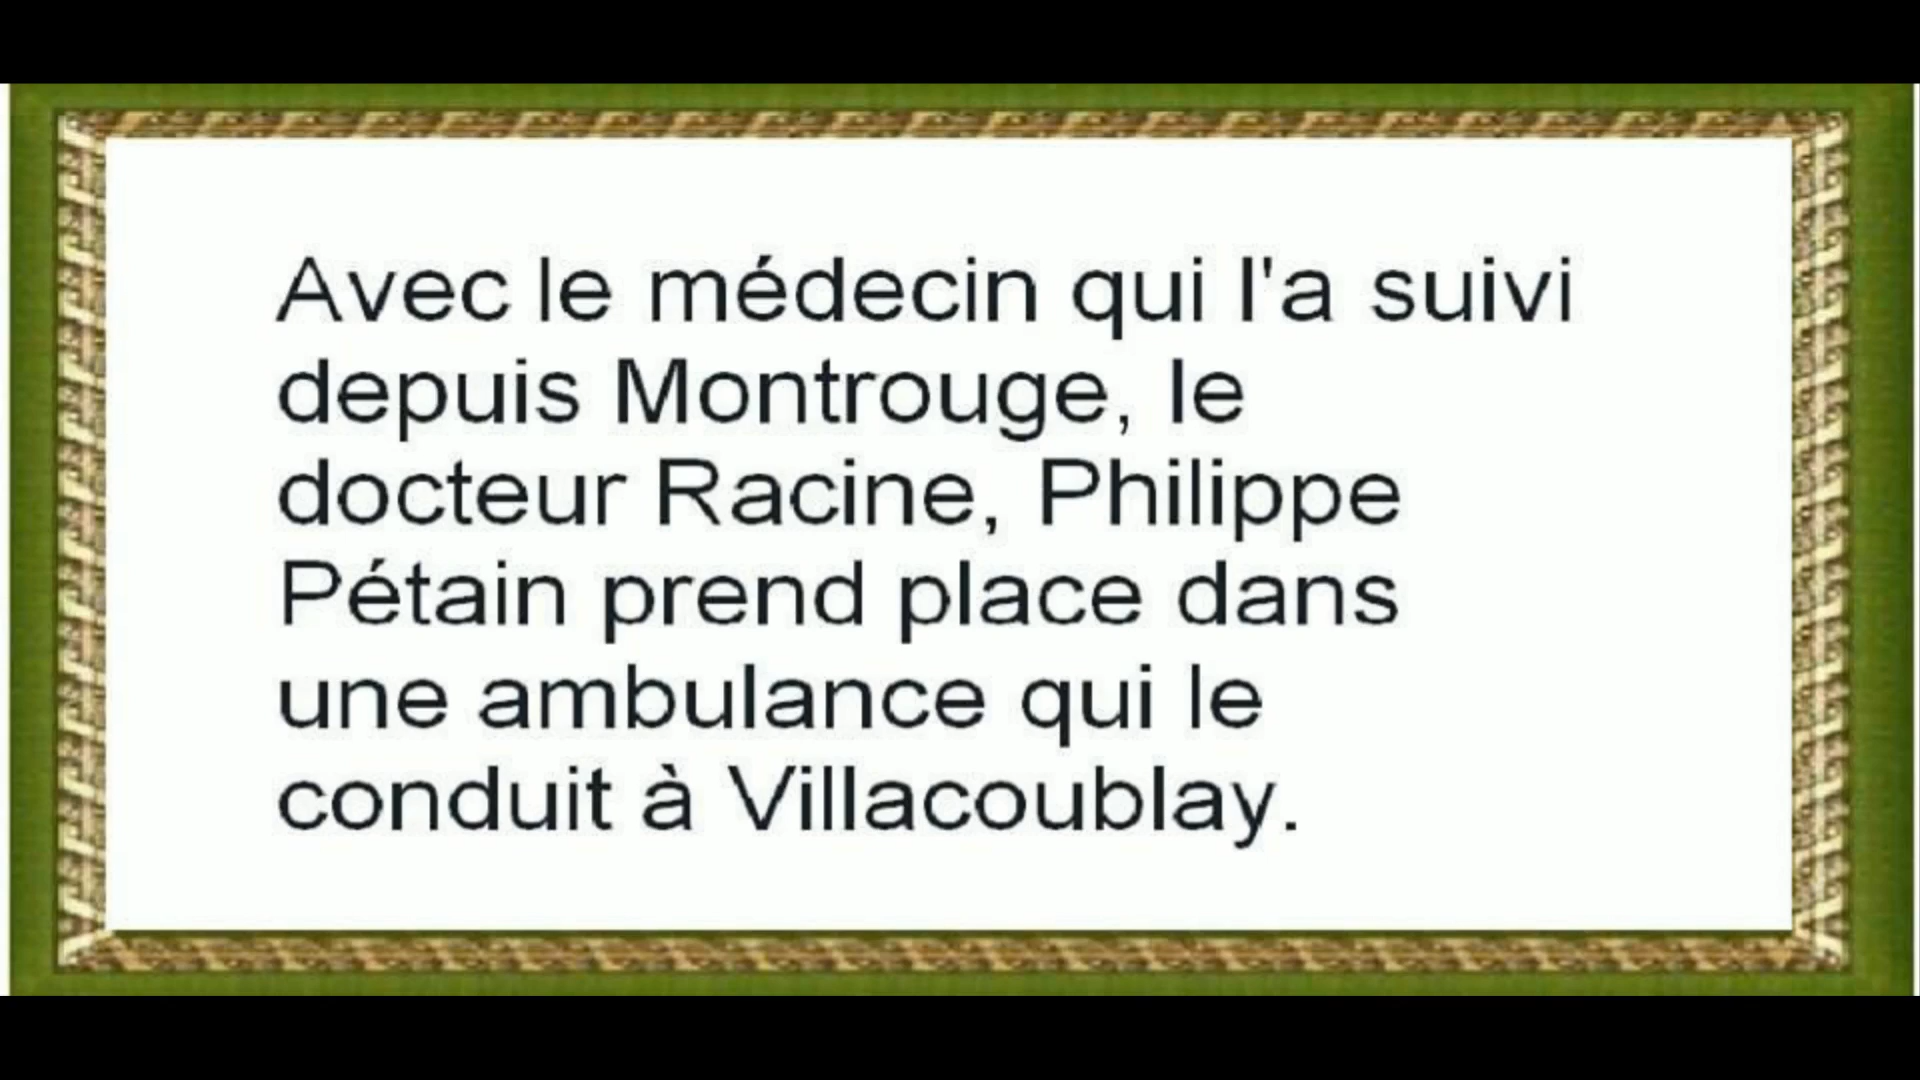 Avec le médecin qui l'a suivi
depuis Montrouge, le
docteur Racine, Philippe
Pétain prend place dans
une ambulance qui le
conduit à Villacoublay.